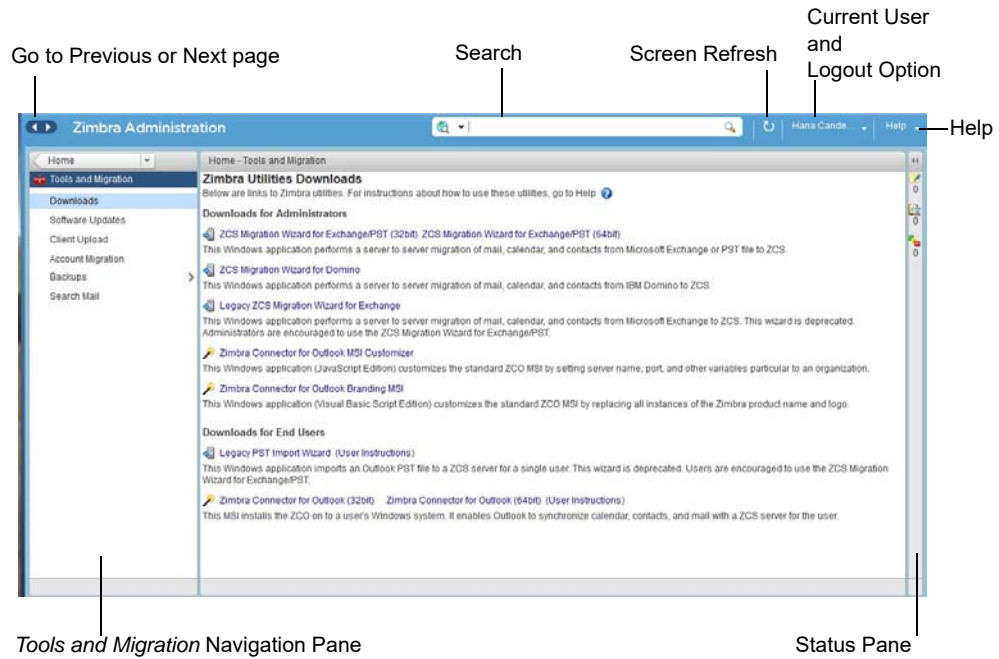 Current User
and
Logout Option
Go to Previous or Next page
Search
Screen Refresh
Zimbra Administration
Hana Cande...
Help
Help
Home
Home - Tools and Migration
Tools and Migration
Downloads
Software Updates
Client Upload
Account Migration
Backups
Search Mail
Zimbra Utilities Downloads
Below are links to Zimbra utilities. For instructions about how to use these utilities, go to Help
Downloads for Administrators
ZCS Migration Wizard for Exchange/PST (32bit) ZCS Migration Wizard for Exchange/PST (64bit)
This Windows application performs a server to server migration of mail, calendar, and contacts from Microsoft Exchange or PST file to ZCS.
ZCS Migration Wizard for Domino
This Windows application performs a server to server migration of mail, calendar, and contacts from IBM Domino to ZCS.
Legacy ZCS Migration Wizard for Exchange
This Windows application performs a server to server migration of mail, calendar, and contacts from Microsoft Exchange to ZCS. This wizard is deprecated.
Administrators are encouraged to use the ZCS Migration Wizard for Exchange/PST.
Zimbra Connector for Outlook MSI Customizer
This Windows application (JavaScript Edition) customizes the standard ZCO MSI by setting server name, port, and other variables particular to an organization.
Zimbra Connector for Outlook Branding MSI
This Windows application (Visual Basic Script Edition) customizes the standard ZCO MSI by replacing all instances of the Zimbra product name and logo.
Downloads for End Users
Legacy PST Import Wizard (User Instructions)
This Windows application imports an Outlook PST file to a ZCS server for a single user. This wizard is deprecated. Users are encouraged to use the ZCS Migration
Wizard for Exchange/PST.
Zimbra Connector for Outlook (32bit) Zimbra Connector for Outlook (64bit) (User Instructions)
This MSI installs the ZCO on to a user's Windows system. It enables Outlook to synchronize calendar, contacts, and mail with a ZCS server for the user.
0
0
0
Tools and Migration Navigation Pane
Status Pane